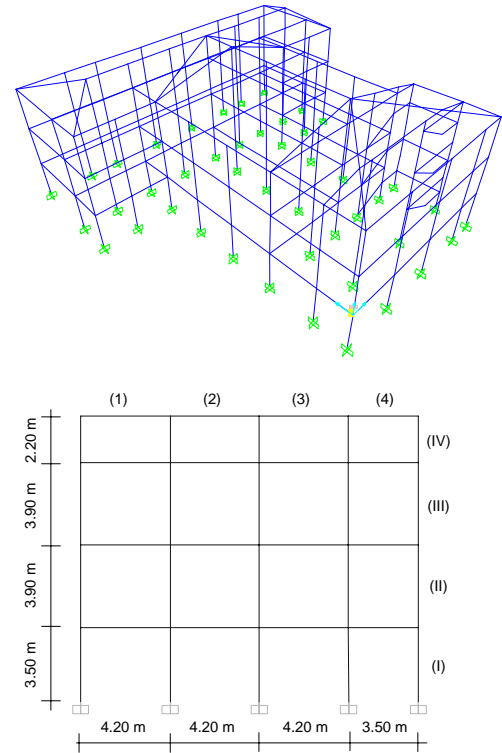 (1) (2) (3) (4)
2.20 m (IV)
3.90 m (III)
3.90 m (II)
3.50 m (I)
4.20 m 4.20 m 4.20 m 3.50 m